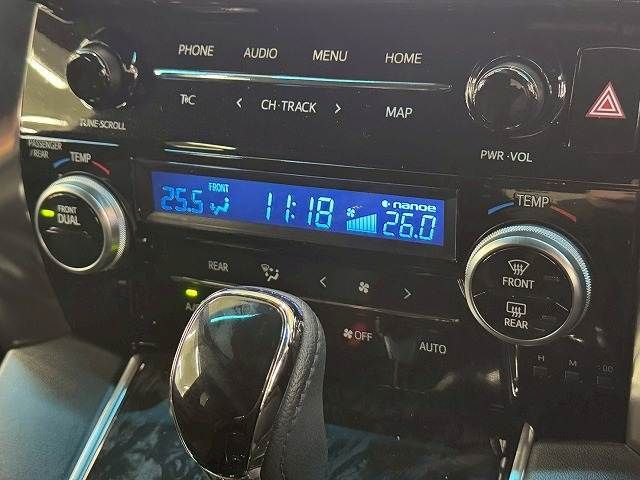 PHONE AUDIO MENU HOME
TUNE·SCROLL
< CH·TRACK >
MAP
PWR·VOL
PASSENGER
/REAR
TEMP
FRONT
DUAL
25.5 FRONT 11:18 nanoe 26.0
TEMP
FRONT
REAR
REAR < >
OFF
AUTO
H M :00